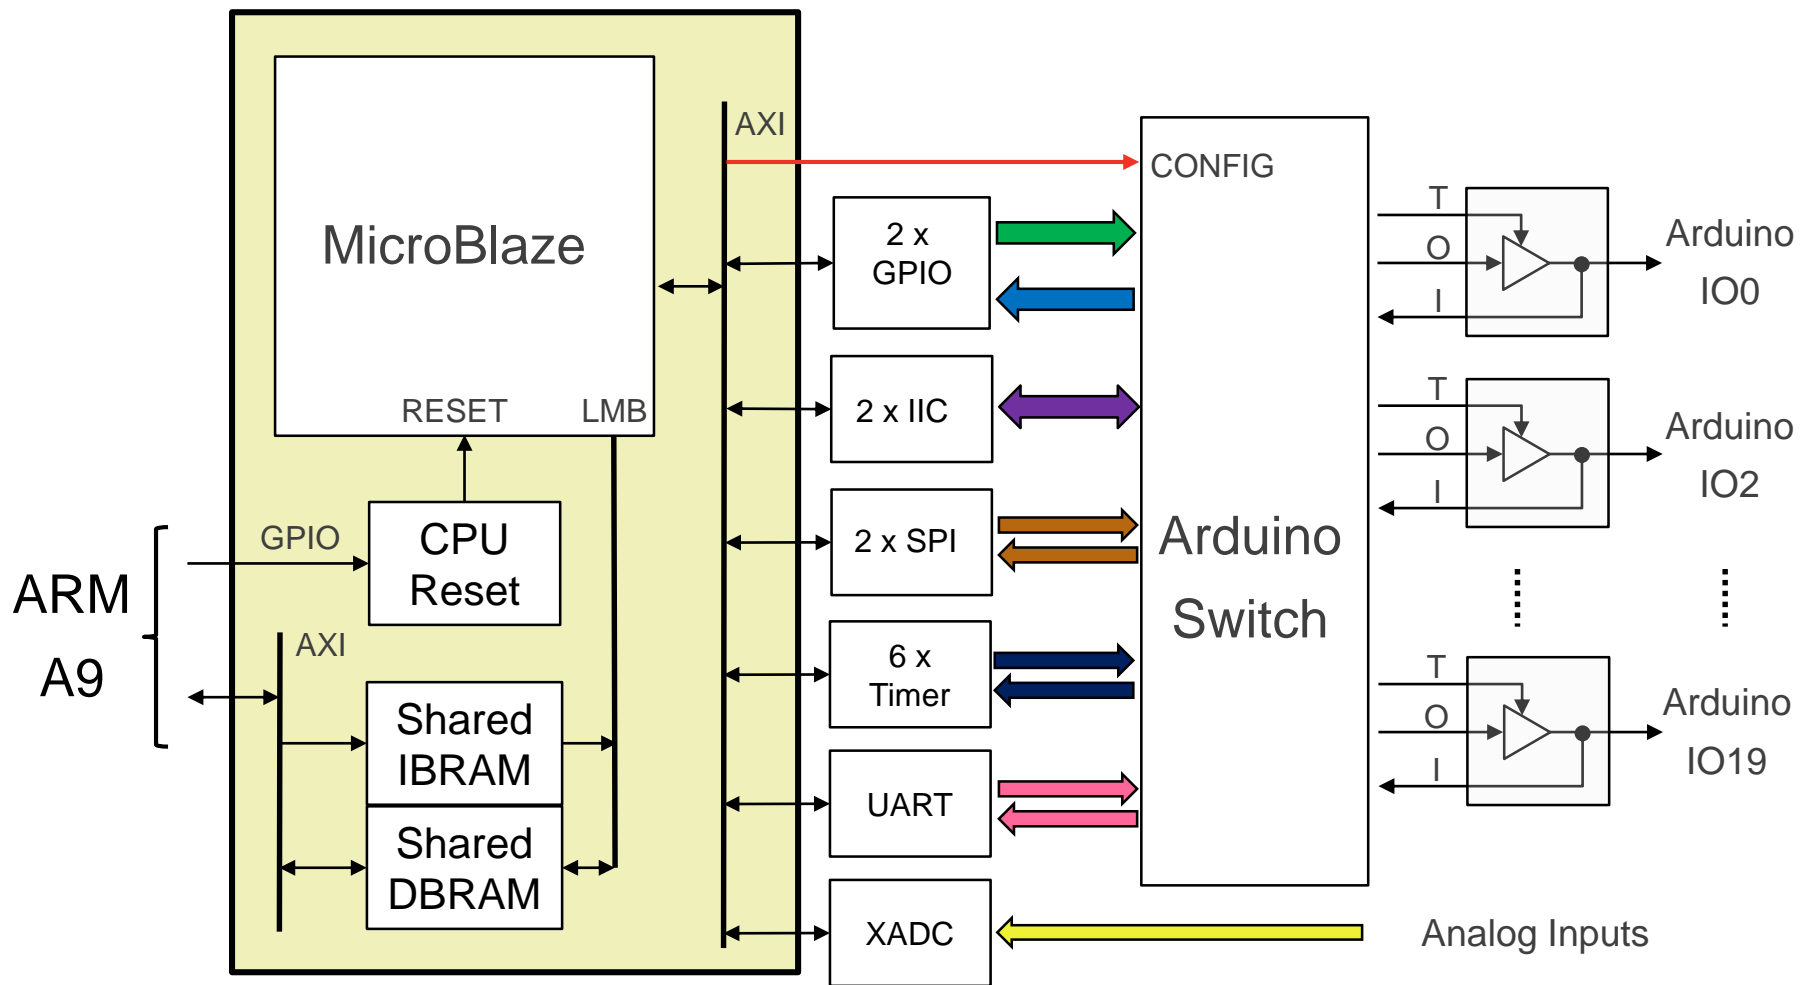 MicroBlaze
RESET
LMB
AXI
GPIO
CPU
Reset
ARM
A9
AXI
Shared
IBRAM
Shared
DBRAM
2 x
GPIO
2 x IIC
2 x SPI
6 x
Timer
UART
XADC
CONFIG
Arduino
Switch
T
O
I
Arduino
IO0
T
O
I
Arduino
IO2
T
O
I
Arduino
IO19
Analog Inputs